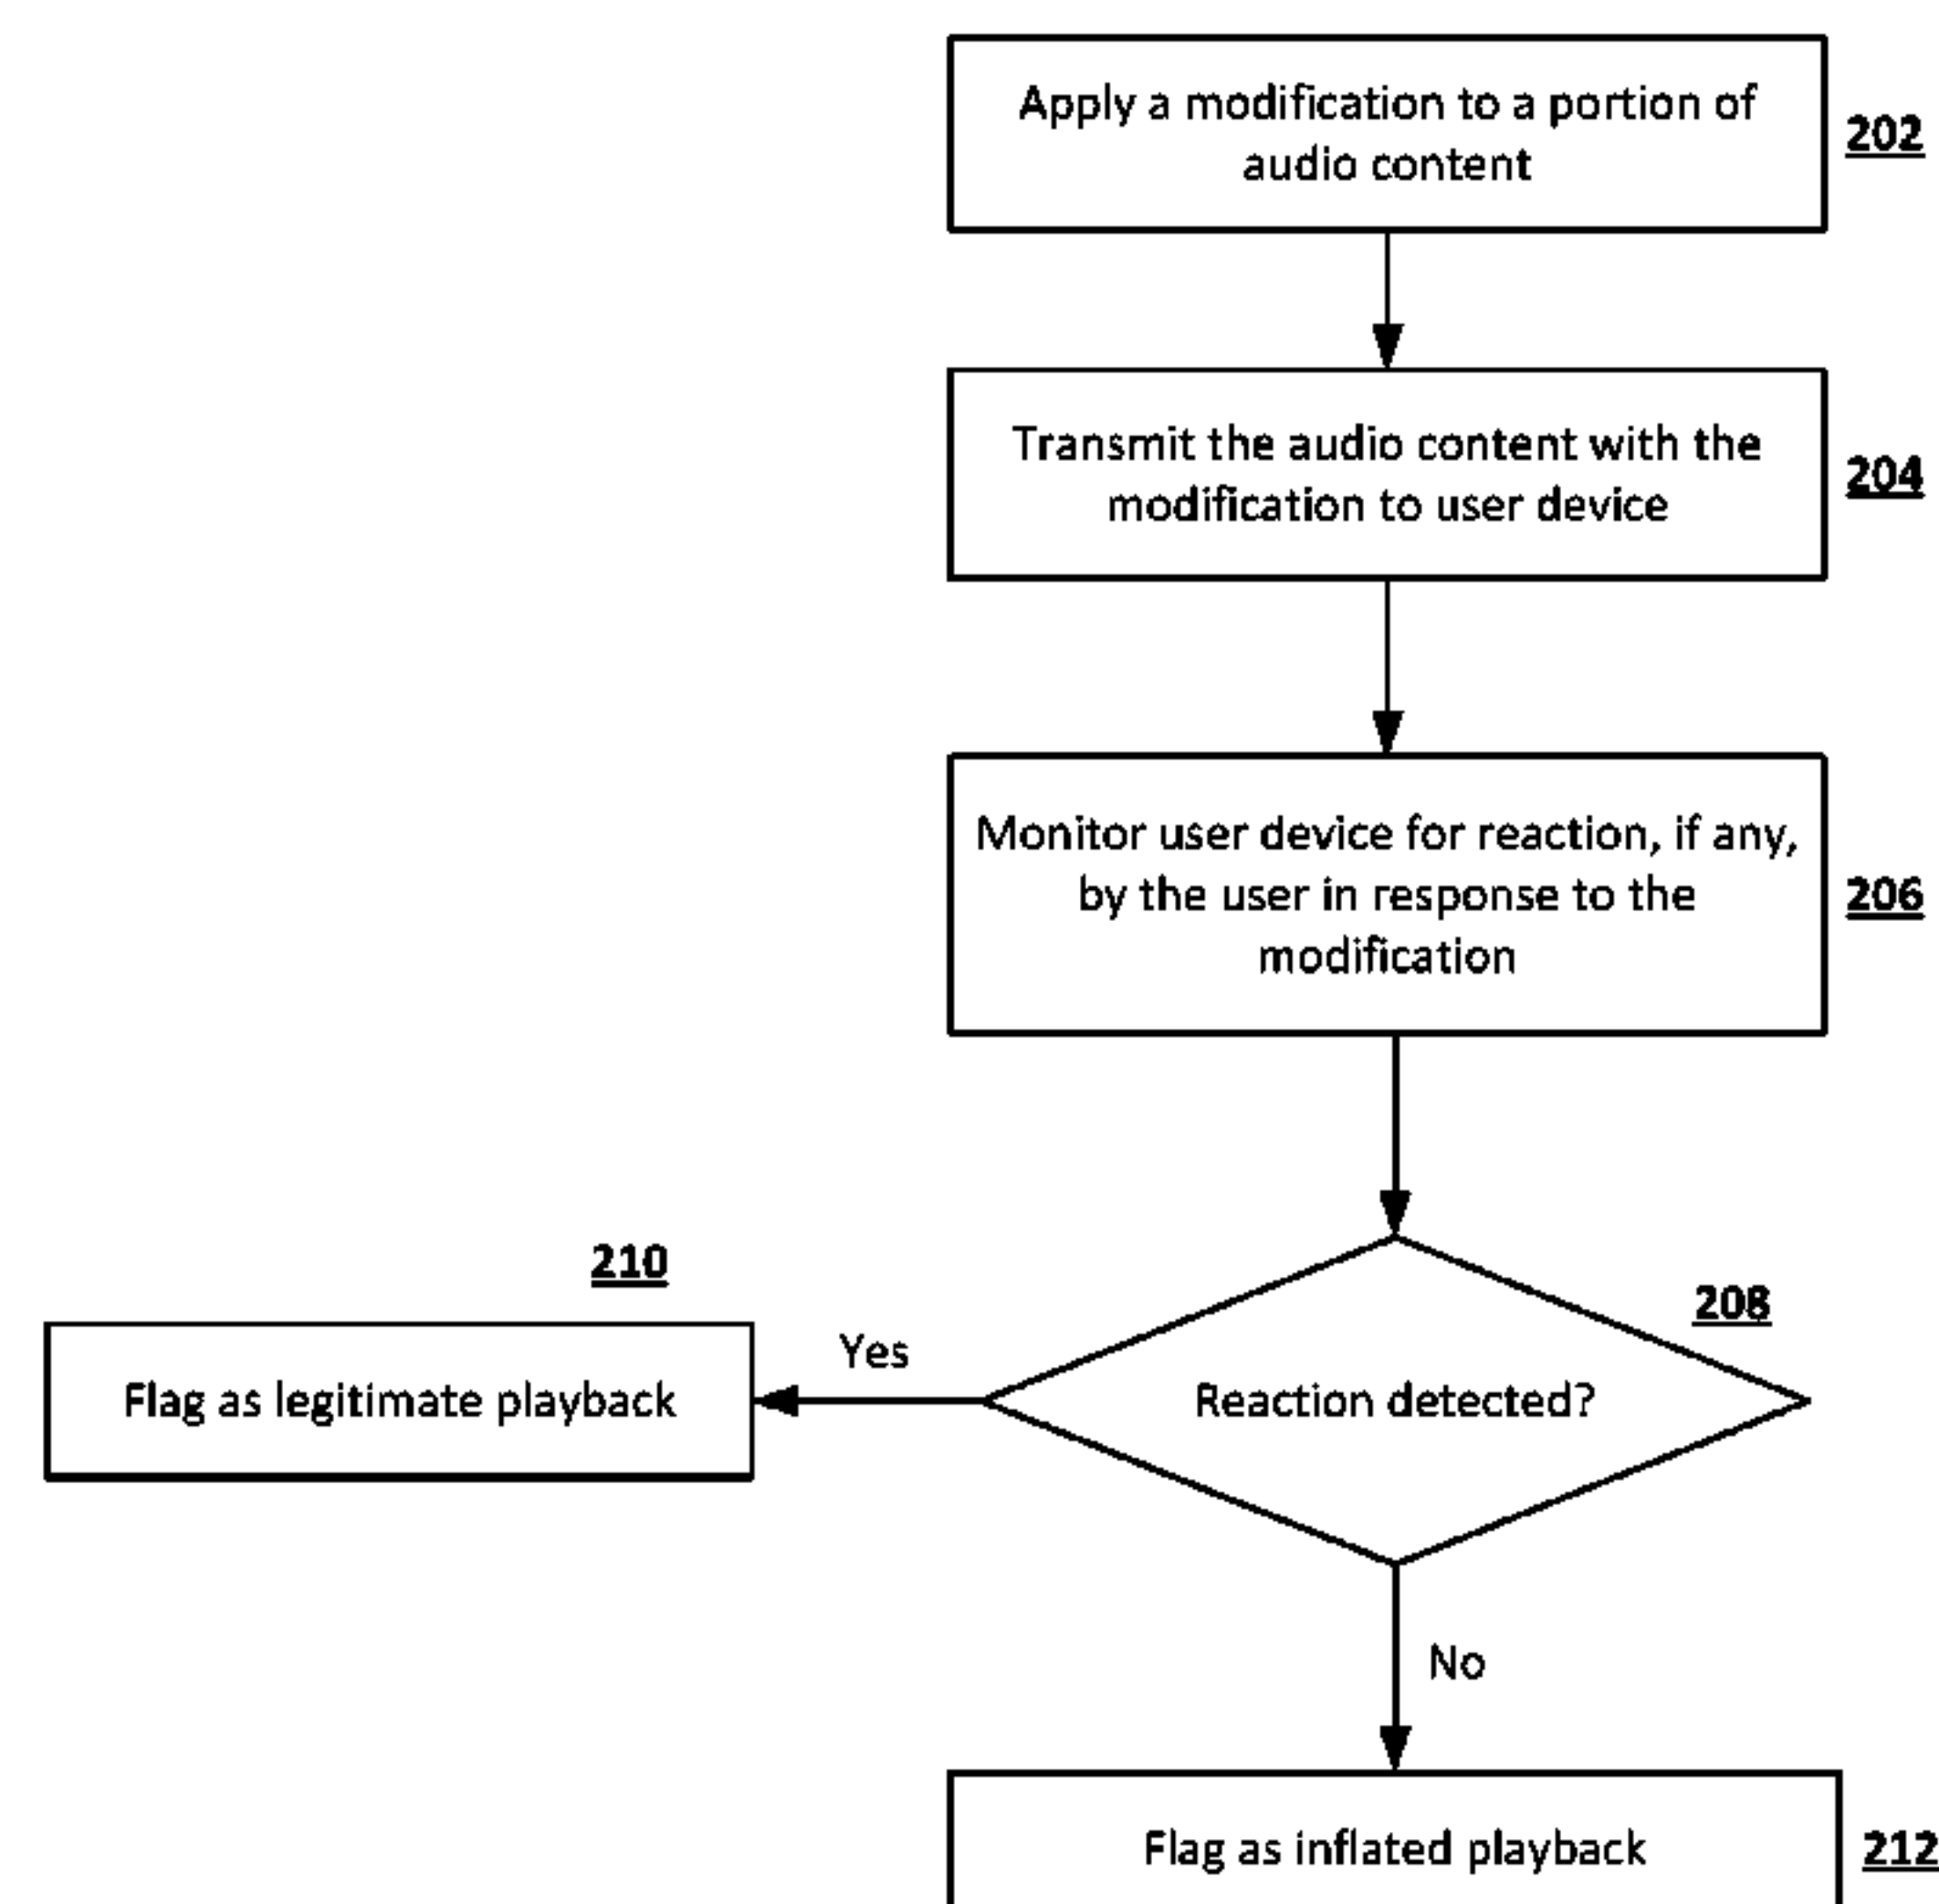 Apply a modification to a portion of
audio content
202
Transmit the audio content with the
modification to user device
204
Monitor user device for reaction, if any,
by the user in response to the
modification
206
210
208
Flag as legitimate playback
Yes
Reaction detected?
No
Flag as inflated playback
212